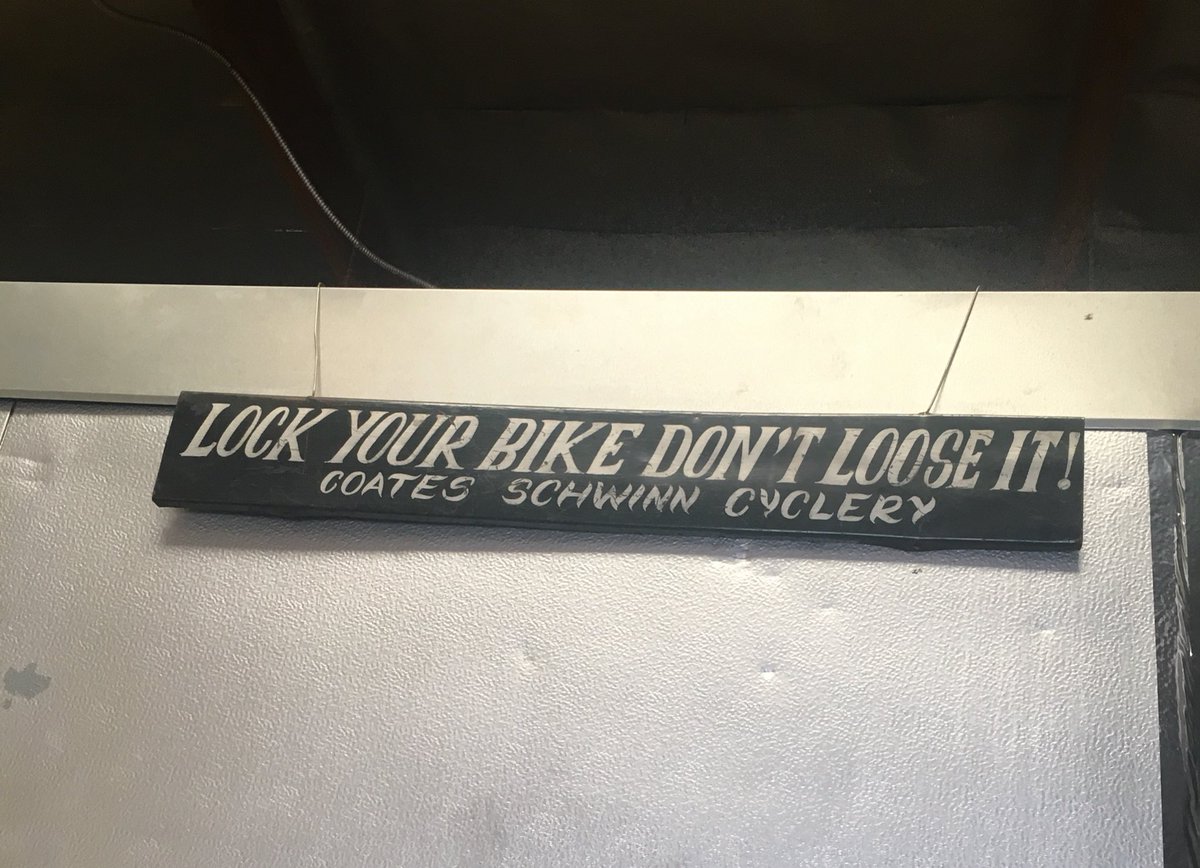 LOCK YOUR BIKE DON'T LOOSE IT!
COATES SCHWINN CYCLERY